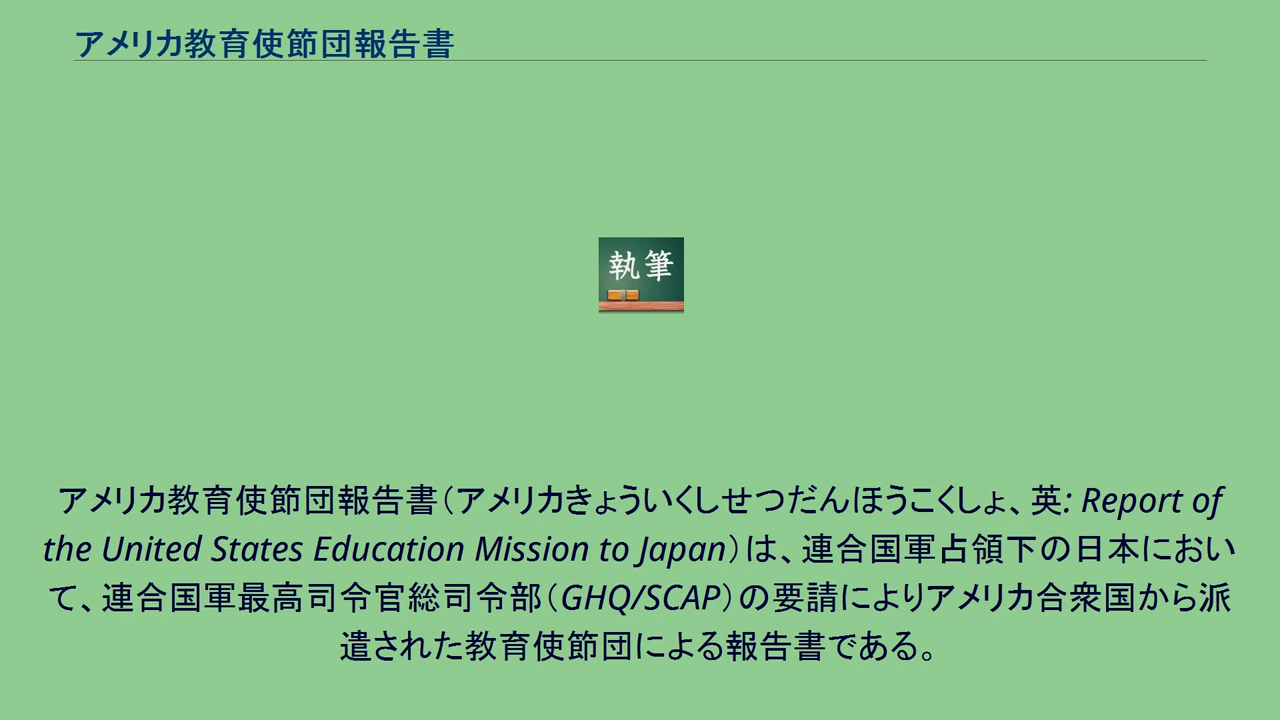 アメリカ教育使節団報告書
執筆
アメリカ教育使節団報告書（アメリカきょういくしせつだんほうこくしょ、英: Report of
the United States Education Mission to Japan）は、連合国軍占領下の日本におい
て、連合国軍最高司令官総司令部（GHQ/SCAP）の要請によりアメリカ合衆国から派
遣された教育使節団による報告書である。